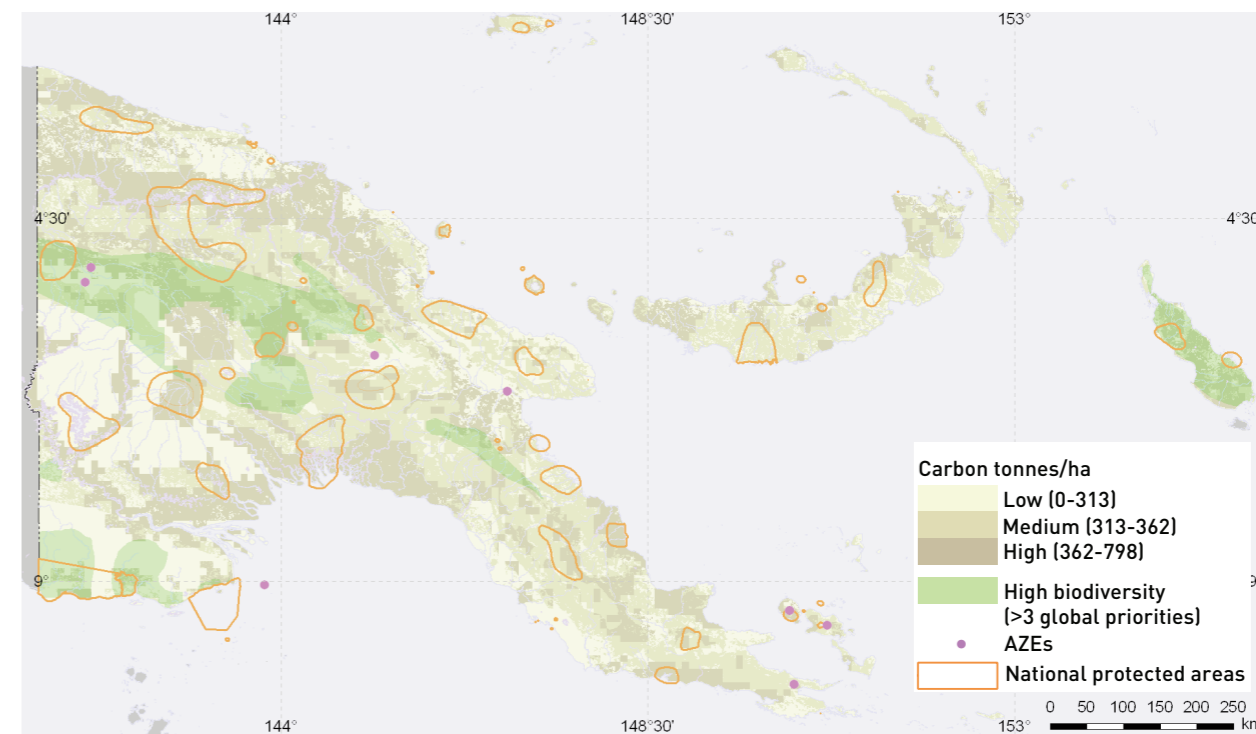 144° 148°30' 153°
4°30' 4°30
9° 9
Carbon tonnes/ha
Low (0-313)
Medium (313-362)
High (362-798)
High biodiversity
(>3 global priorities)
AZEs
National protected areas
0 50 100 150 200 250
km
144° 148°30' 153°